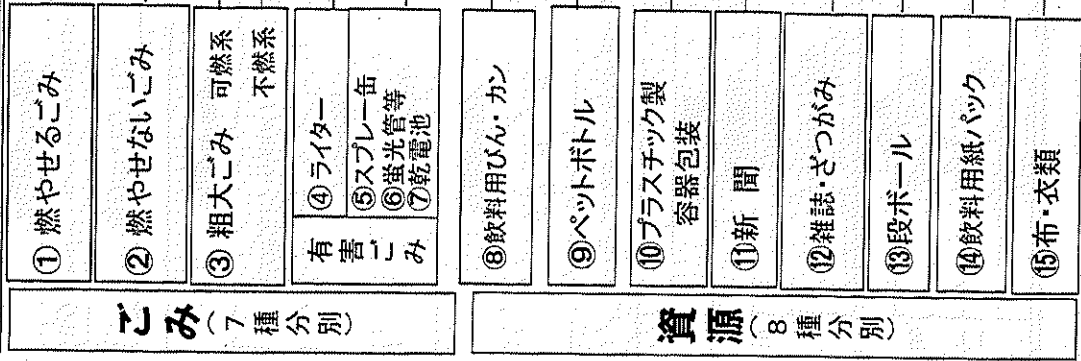 ごみ(7種分別)
①燃やせるごみ
②燃やせないごみ
③粗大ごみ 可燃系
不燃系
有害ごみ
④ライター
⑤スプレー缶
⑥蛍光管等
⑦乾電池
資源(8種分別)
⑧飲料用びん・カン
⑨ペットボトル
⑩プラスチック製
容器包装
⑪新聞
⑫雑誌・ざつがみ
⑬段ボール
⑭飲料用紙パック
⑮布・衣類